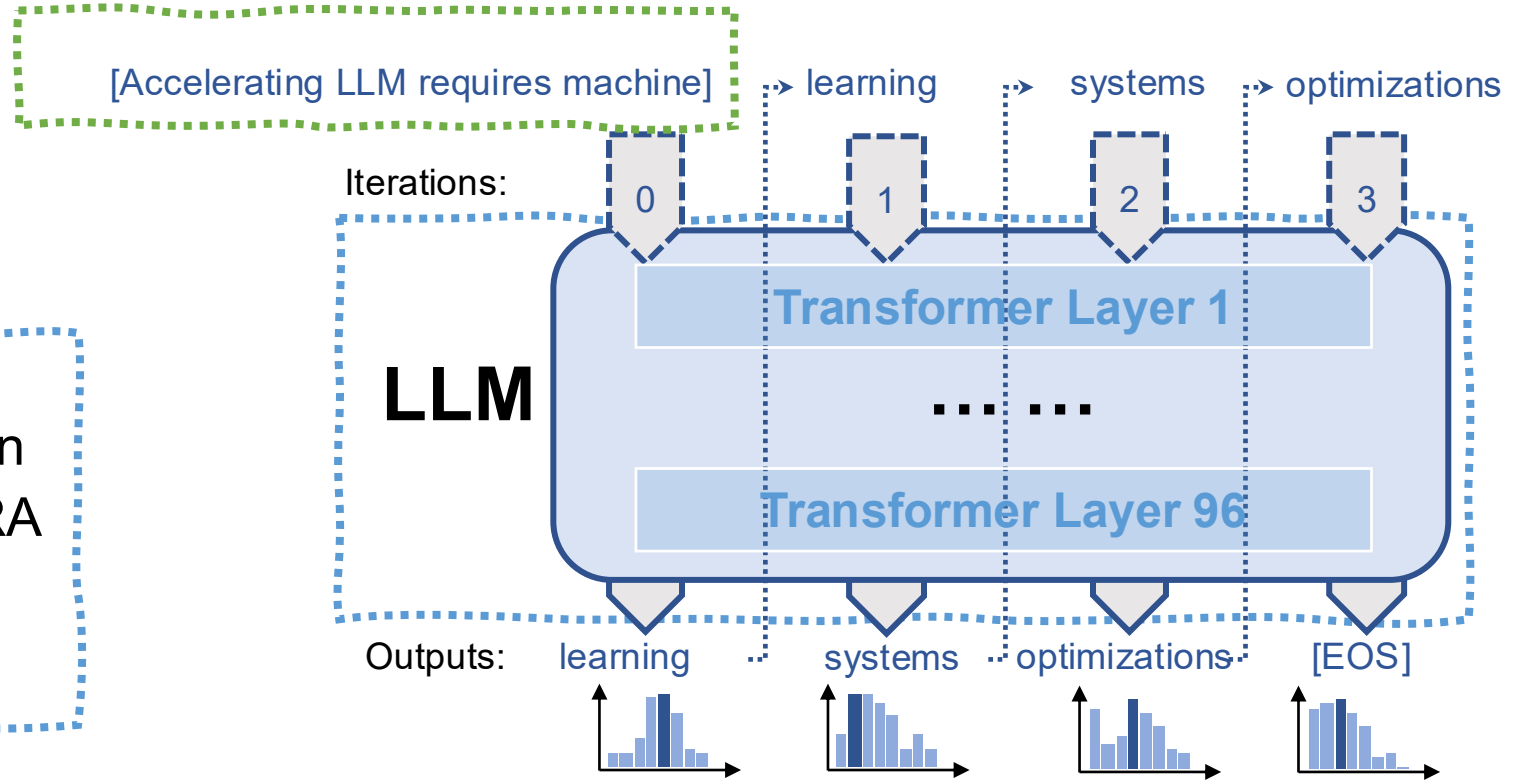 [Accelerating LLM requires machine] learning systems optimizations
Iterations:
0 1 2 3
Transformer Layer 1
LLM
... ...
Transformer Layer 96
Outputs: learning systems optimizations [EOS]